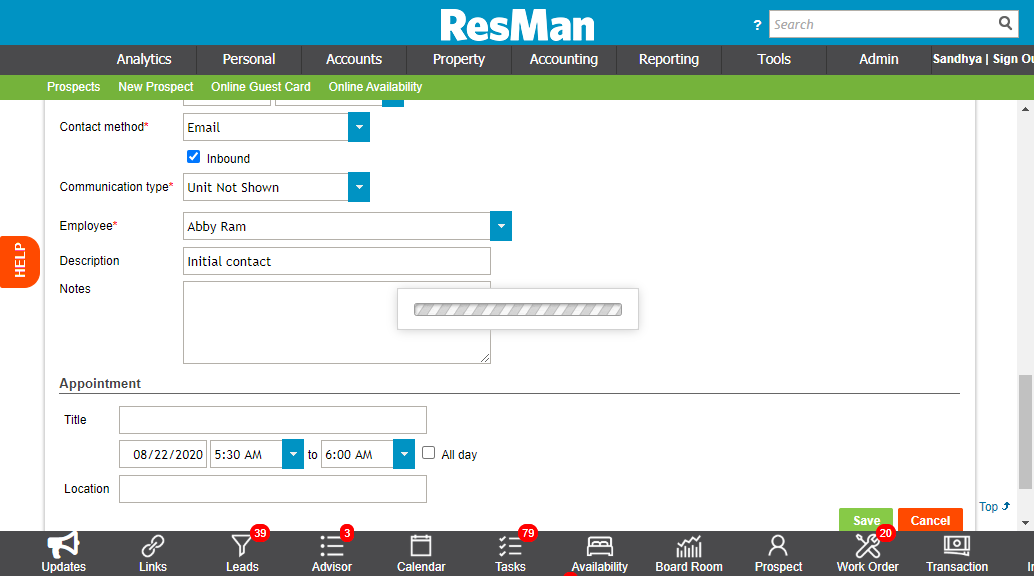 ResMan
? Search
Analytics Personal Accounts Property Accounting Reporting Tools Admin Sandhya | Sign Ou
Prospects New Prospect Online Guest Card Online Availability
Contact method* Email
Inbound
Communication type* Unit Not Shown
Employee* Abby Ram
HELP
Description Initial contact
Notes
Appointment
Title
08/22/2020 5:30 AM to 6:00 AM All day
Location
Top
Save Cancel
39 3 79 20
Updates Links Leads Advisor Calendar Tasks Availability Board Room Prospect Work Order Transaction